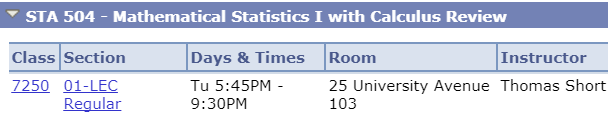 STA 504 - Mathematical Statistics I with Calculus Review
Class Section Days & Times Room Instructor
7250 01-LEC Tu 5:45PM - 25 University Avenue Thomas Short
Regular 9:30PM 103